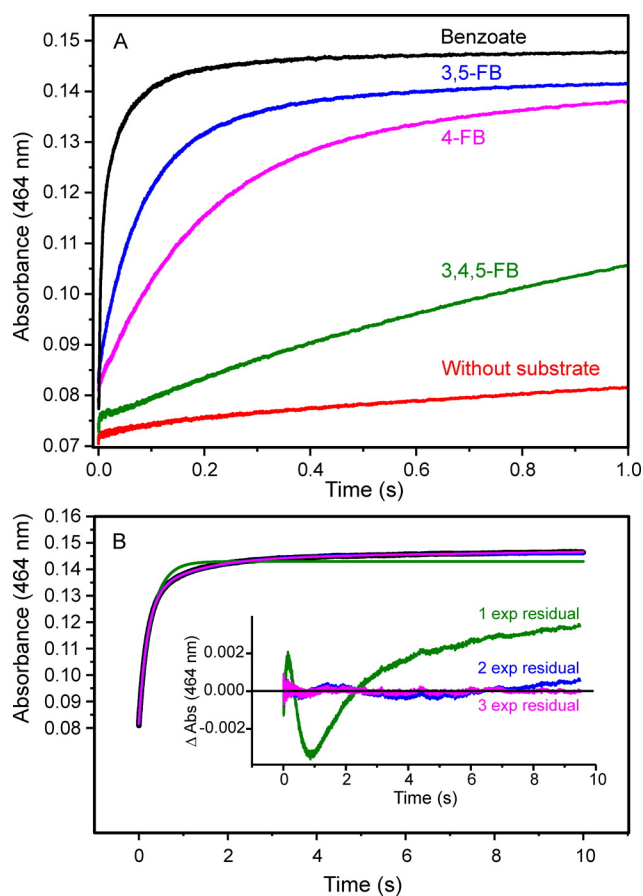 A
Benzoate
3,5-FB
4-FB
3,4,5-FB
Without substrate
Absorbance (464 nm)
0.15
0.14
0.13
0.12
0.11
0.10
0.09
0.08
0.07
0.0 0.2 0.4 0.6 0.8 1.0
Time (s)
B
Absorbance (464 nm)
0.16
0.15
0.14
0.13
0.12
0.11
0.10
0.09
0.08
1 exp residual
2 exp residual
3 exp residual
Δ Abs (464 nm)
0.002
0.000
-0.002
0 2 4 6 8 10
Time (s)
0 2 4 6 8 10
Time (s)